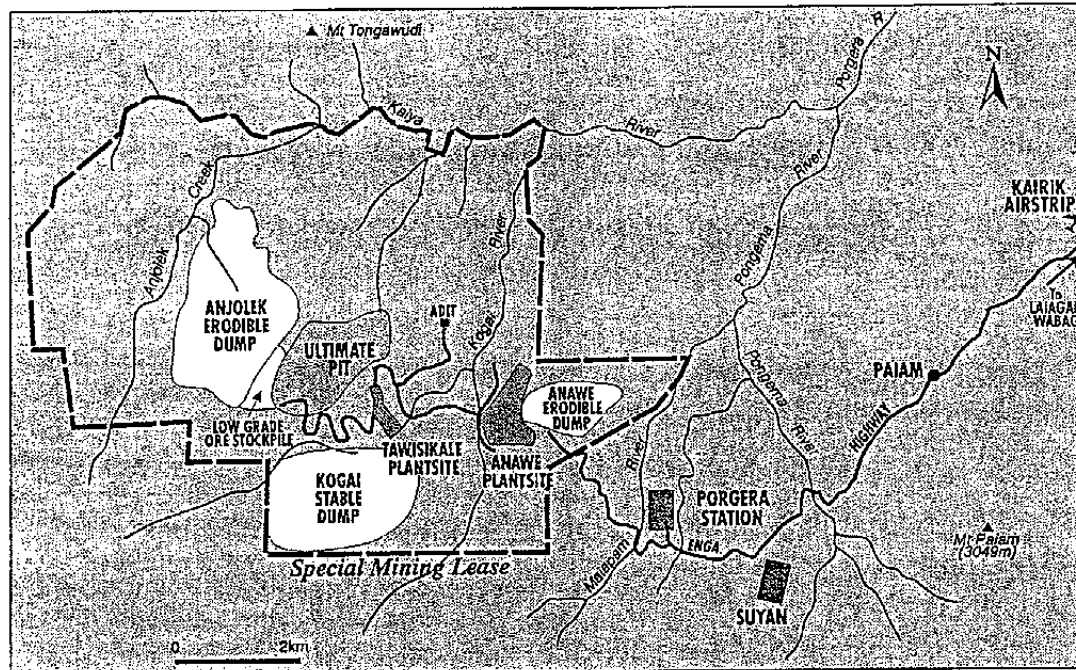 Mt Tongawudi
Porgera
R.
N
Kaiya
River
Creek
River
KAIRIK
AIRSTRIP
Anjolek
River
Pongema
To
LAIAGAM
WABAG
ANJOLEK
ERODIBLE
DUMP
ADIT
Kogai
ULTIMATE
PIT
Pongema
PAIAM
ANAWE
ERODIBLE
DUMP
LOW GRADE
ORE STOCKPILE
TAWISIKALE
PLANTSITE
ANAWE
PLANTSITE
River
River
HIGHWAY
KOGAI
STABLE
DUMP
PORGERA
STATION
ENGA
Mt Paiam
(3049m)
Special Mining Lease
SUYAN
0
2km